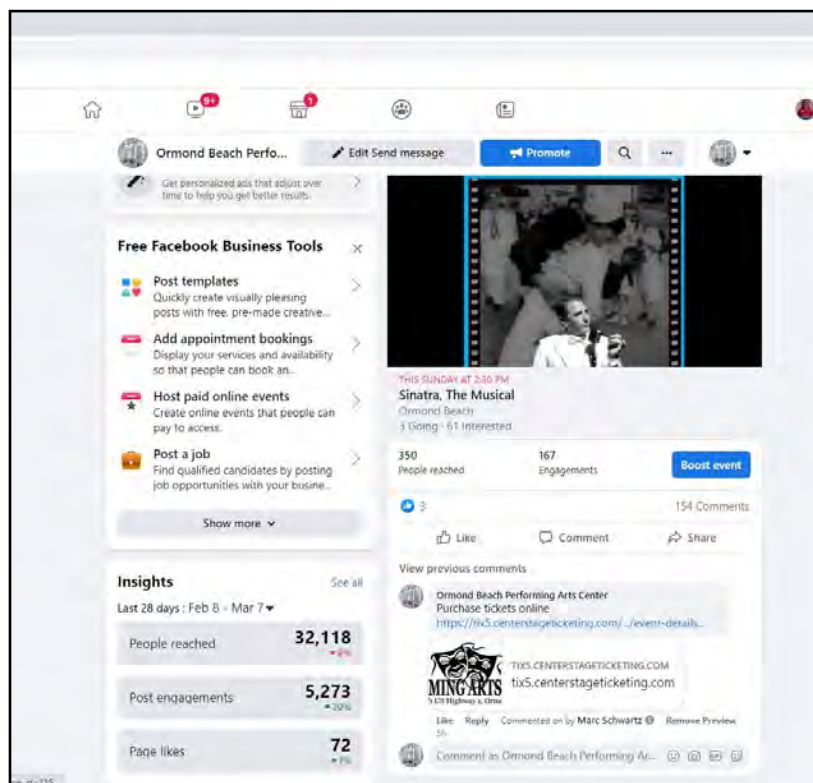 9+
1
Ormond Beach Perfo...
Edit Send message
Promote
Get personalized ads that adjust over
time to help you get better results.
Free Facebook Business Tools
Post templates
Quickly create visually pleasing
posts with free, pre-made creative...
Add appointment bookings
Display your services and availability
so that people can book an...
Host paid online events
Create online events that people can
pay to access.
Post a job
Find qualified candidates by posting
job opportunities with your busine...
Show more
Insights
See all
Last 28 days : Feb 8 - Mar 7
People reached
32,118
Post engagements
5,273
20%
Page likes
72
THIS SUNDAY AT 2:30 PM
Sinatra, The Musical
Ormond Beach
3 Going · 61 Interested
350
People reached
167
Engagements
Boost event
3
154 Comments
Like
Comment
Share
View previous comments
Ormond Beach Performing Arts Center
Purchase tickets online
https://tix5.centerstageticketing.com/.../event-details...
MING ARTS
TIX5.CENTERSTAGETICKETING.COM
tix5.centerstageticketing.com
Like Reply Commented on by Marc Schwartz Remove Preview
5h
Comment as Ormond Beach Performing Ar...
GIF